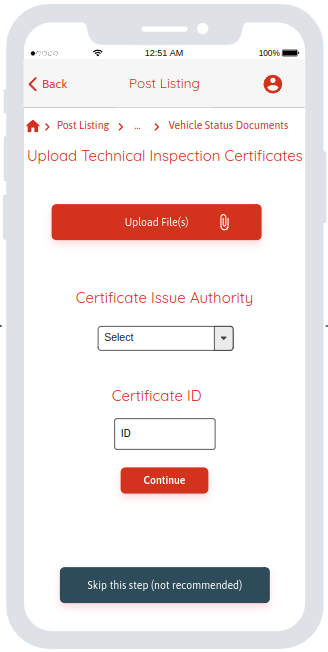 12:51 AM 100%
Back Post Listing
Post Listing ... Vehicle Status Documents
Upload Technical Inspection Certificates
Upload File(s)
Certificate Issue Authority
Select
Certificate ID
ID
Continue
Skip this step (not recommended)